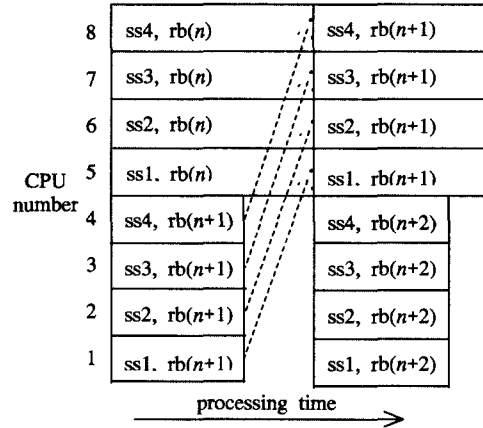 8 ss4, rb(n) ss4, rb(n+1)
7 ss3, rb(n) ss3, rb(n+1)
6 ss2, rb(n) ss2, rb(n+1)
5 ss1, rb(n) ss1, rb(n+1)
CPU
number
4 ss4, rb(n+1) ss4, rb(n+2)
3 ss3, rb(n+1) ss3, rb(n+2)
2 ss2, rb(n+1) ss2, rb(n+2)
1 ss1, rb(n+1) ss1, rb(n+2)
processing time